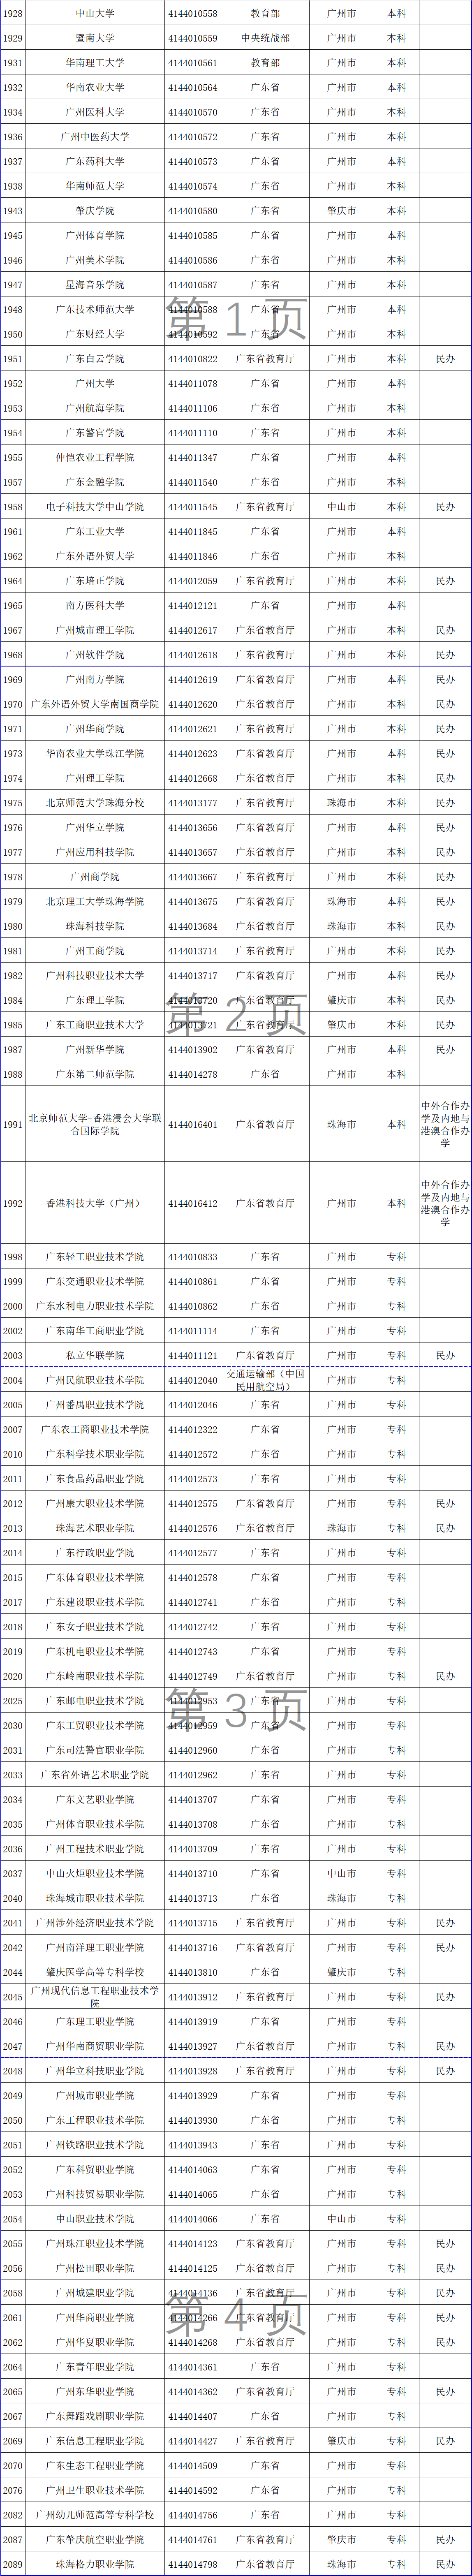 1928 中山大学 4144010558 教育部 广州市 本科
1929 暨南大学 4144010559 中央统战部 广州市 本科
1931 华南理工大学 4144010561 教育部 广州市 本科
1932 华南农业大学 4144010564 广东省 广州市 本科
1934 广州医科大学 4144010570 广东省 广州市 本科
1936 广州中医药大学 4144010572 广东省 广州市 本科
1937 广东药科大学 4144010573 广东省 广州市 本科
1938 华南师范大学 4144010574 广东省 广州市 本科
1943 肇庆学院 4144010580 广东省 肇庆市 本科
1945 广州体育学院 4144010585 广东省 广州市 本科
1946 广州美术学院 4144010586 广东省 广州市 本科
1947 星海音乐学院 4144010587 广东省 广州市 本科
1948 广东技术师范大学 4144010588 广东省 广州市 本科
第 1 页
1950 广东财经大学 4144010592 广东省 广州市 本科
1951 广东白云学院 4144010822 广东省教育厅 广州市 本科 民办
1952 广州大学 4144011078 广东省 广州市 本科
1953 广州航海学院 4144011106 广东省 广州市 本科
1954 广东警官学院 4144011110 广东省 广州市 本科
1955 仲恺农业工程学院 4144011347 广东省 广州市 本科
1957 广东金融学院 4144011540 广东省 广州市 本科
1958 电子科技大学中山学院 4144011545 广东省教育厅 中山市 本科 民办
1961 广东工业大学 4144011845 广东省 广州市 本科
1962 广东外语外贸大学 4144011846 广东省 广州市 本科
1964 广东培正学院 4144012059 广东省教育厅 广州市 本科 民办
1965 南方医科大学 4144012121 广东省 广州市 本科
1967 广州城市理工学院 4144012617 广东省教育厅 广州市 本科 民办
1968 广州软件学院 4144012618 广东省教育厅 广州市 本科 民办
1969 广州南方学院 4144012619 广东省教育厅 广州市 本科 民办
1970 广东外语外贸大学南国商学院 4144012620 广东省教育厅 广州市 本科 民办
1971 广州华商学院 4144012621 广东省教育厅 广州市 本科 民办
1973 华南农业大学珠江学院 4144012623 广东省教育厅 广州市 本科 民办
1974 广州理工学院 4144012668 广东省教育厅 广州市 本科 民办
1975 北京师范大学珠海分校 4144013177 广东省教育厅 珠海市 本科 民办
1976 广州华立学院 4144013656 广东省教育厅 广州市 本科 民办
1977 广州应用科技学院 4144013657 广东省教育厅 广州市 本科 民办
1978 广州商学院 4144013667 广东省教育厅 广州市 本科 民办
1979 北京理工大学珠海学院 4144013675 广东省教育厅 珠海市 本科 民办
1980 珠海科技学院 4144013684 广东省教育厅 珠海市 本科 民办
1981 广州工商学院 4144013714 广东省教育厅 广州市 本科 民办
1982 广州科技职业技术大学 4144013717 广东省教育厅 广州市 本科 民办
1984 广东理工学院 4144013720 广东省教育厅 肇庆市 本科 民办
第 2 页
1985 广东工商职业技术大学 4144013721 广东省教育厅 肇庆市 本科 民办
1987 广州新华学院 4144013902 广东省教育厅 广州市 本科 民办
1988 广东第二师范学院 4144014278 广东省 广州市 本科
1991 北京师范大学-香港浸会大学联
合国际学院 4144016401 广东省教育厅 珠海市 本科 中外合作办
学及内地与
港澳合作办
学
1992 香港科技大学（广州） 4144016412 广东省教育厅 广州市 本科 中外合作办
学及内地与
港澳合作办
学
1998 广东轻工职业技术学院 4144010833 广东省 广州市 专科
1999 广东交通职业技术学院 4144010861 广东省 广州市 专科
2000 广东水利电力职业技术学院 4144010862 广东省 广州市 专科
2002 广东南华工商职业学院 4144011114 广东省 广州市 专科
2003 私立华联学院 4144011121 广东省教育厅 广州市 专科 民办
2004 广州民航职业技术学院 4144012040 交通运输部（中国
民用航空局） 广州市 专科
2005 广州番禺职业技术学院 4144012046 广东省 广州市 专科
2007 广东农工商职业技术学院 4144012322 广东省 广州市 专科
2010 广东科学技术职业学院 4144012572 广东省 广州市 专科
2011 广东食品药品职业学院 4144012573 广东省 广州市 专科
2012 广州康大职业技术学院 4144012575 广东省教育厅 广州市 专科 民办
2013 珠海艺术职业学院 4144012576 广东省教育厅 珠海市 专科 民办
2014 广东行政职业学院 4144012577 广东省 广州市 专科
2015 广东体育职业技术学院 4144012578 广东省 广州市 专科
2017 广东建设职业技术学院 4144012741 广东省 广州市 专科
2018 广东女子职业技术学院 4144012742 广东省 广州市 专科
2019 广东机电职业技术学院 4144012743 广东省 广州市 专科
2020 广东岭南职业技术学院 4144012749 广东省教育厅 广州市 专科 民办
2025 广东邮电职业技术学院 4144012953 广东省 广州市 专科
第 3 页
2030 广东工贸职业技术学院 4144012959 广东省 广州市 专科
2031 广东司法警官职业学院 4144012960 广东省 广州市 专科
2033 广东省外语艺术职业学院 4144012962 广东省 广州市 专科
2034 广东文艺职业学院 4144013707 广东省 广州市 专科
2035 广州体育职业技术学院 4144013708 广东省 广州市 专科
2036 广州工程技术职业学院 4144013709 广东省 广州市 专科
2037 中山火炬职业技术学院 4144013710 广东省 中山市 专科
2040 珠海城市职业技术学院 4144013713 广东省 珠海市 专科
2041 广州涉外经济职业技术学院 4144013715 广东省教育厅 广州市 专科 民办
2042 广州南洋理工职业学院 4144013716 广东省教育厅 广州市 专科 民办
2044 肇庆医学高等专科学校 4144013810 广东省 肇庆市 专科
2045 广州现代信息工程职业技术学
院 4144013912 广东省教育厅 广州市 专科 民办
2046 广东理工职业学院 4144013919 广东省 广州市 专科
2047 广州华南商贸职业学院 4144013927 广东省教育厅 广州市 专科 民办
2048 广州华立科技职业学院 4144013928 广东省教育厅 广州市 专科 民办
2049 广州城市职业学院 4144013929 广东省 广州市 专科
2050 广东工程职业技术学院 4144013930 广东省 广州市 专科
2051 广州铁路职业技术学院 4144013943 广东省 广州市 专科
2052 广东科贸职业学院 4144014063 广东省 广州市 专科
2053 广州科技贸易职业学院 4144014065 广东省 广州市 专科
2054 中山职业技术学院 4144014066 广东省 中山市 专科
2055 广州珠江职业技术学院 4144014123 广东省教育厅 广州市 专科 民办
2056 广州松田职业学院 4144014125 广东省教育厅 广州市 专科 民办
2058 广州城建职业学院 4144014136 广东省教育厅 广州市 专科 民办
第 4 页
2061 广州华商职业学院 4144014266 广东省教育厅 广州市 专科 民办
2062 广州华夏职业学院 4144014268 广东省教育厅 广州市 专科 民办
2064 广东青年职业学院 4144014361 广东省 广州市 专科
2065 广州东华职业学院 4144014362 广东省教育厅 广州市 专科 民办
2067 广东舞蹈戏剧职业学院 4144014407 广东省 广州市 专科
2069 广东信息工程职业学院 4144014427 广东省教育厅 肇庆市 专科 民办
2070 广东生态工程职业学院 4144014509 广东省 广州市 专科
2076 广州卫生职业技术学院 4144014592 广东省 广州市 专科
2082 广州幼儿师范高等专科学校 4144014756 广东省 广州市 专科
2087 广东肇庆航空职业学院 4144014761 广东省教育厅 肇庆市 专科 民办
2089 珠海格力职业学院 4144014798 广东省教育厅 珠海市 专科 民办